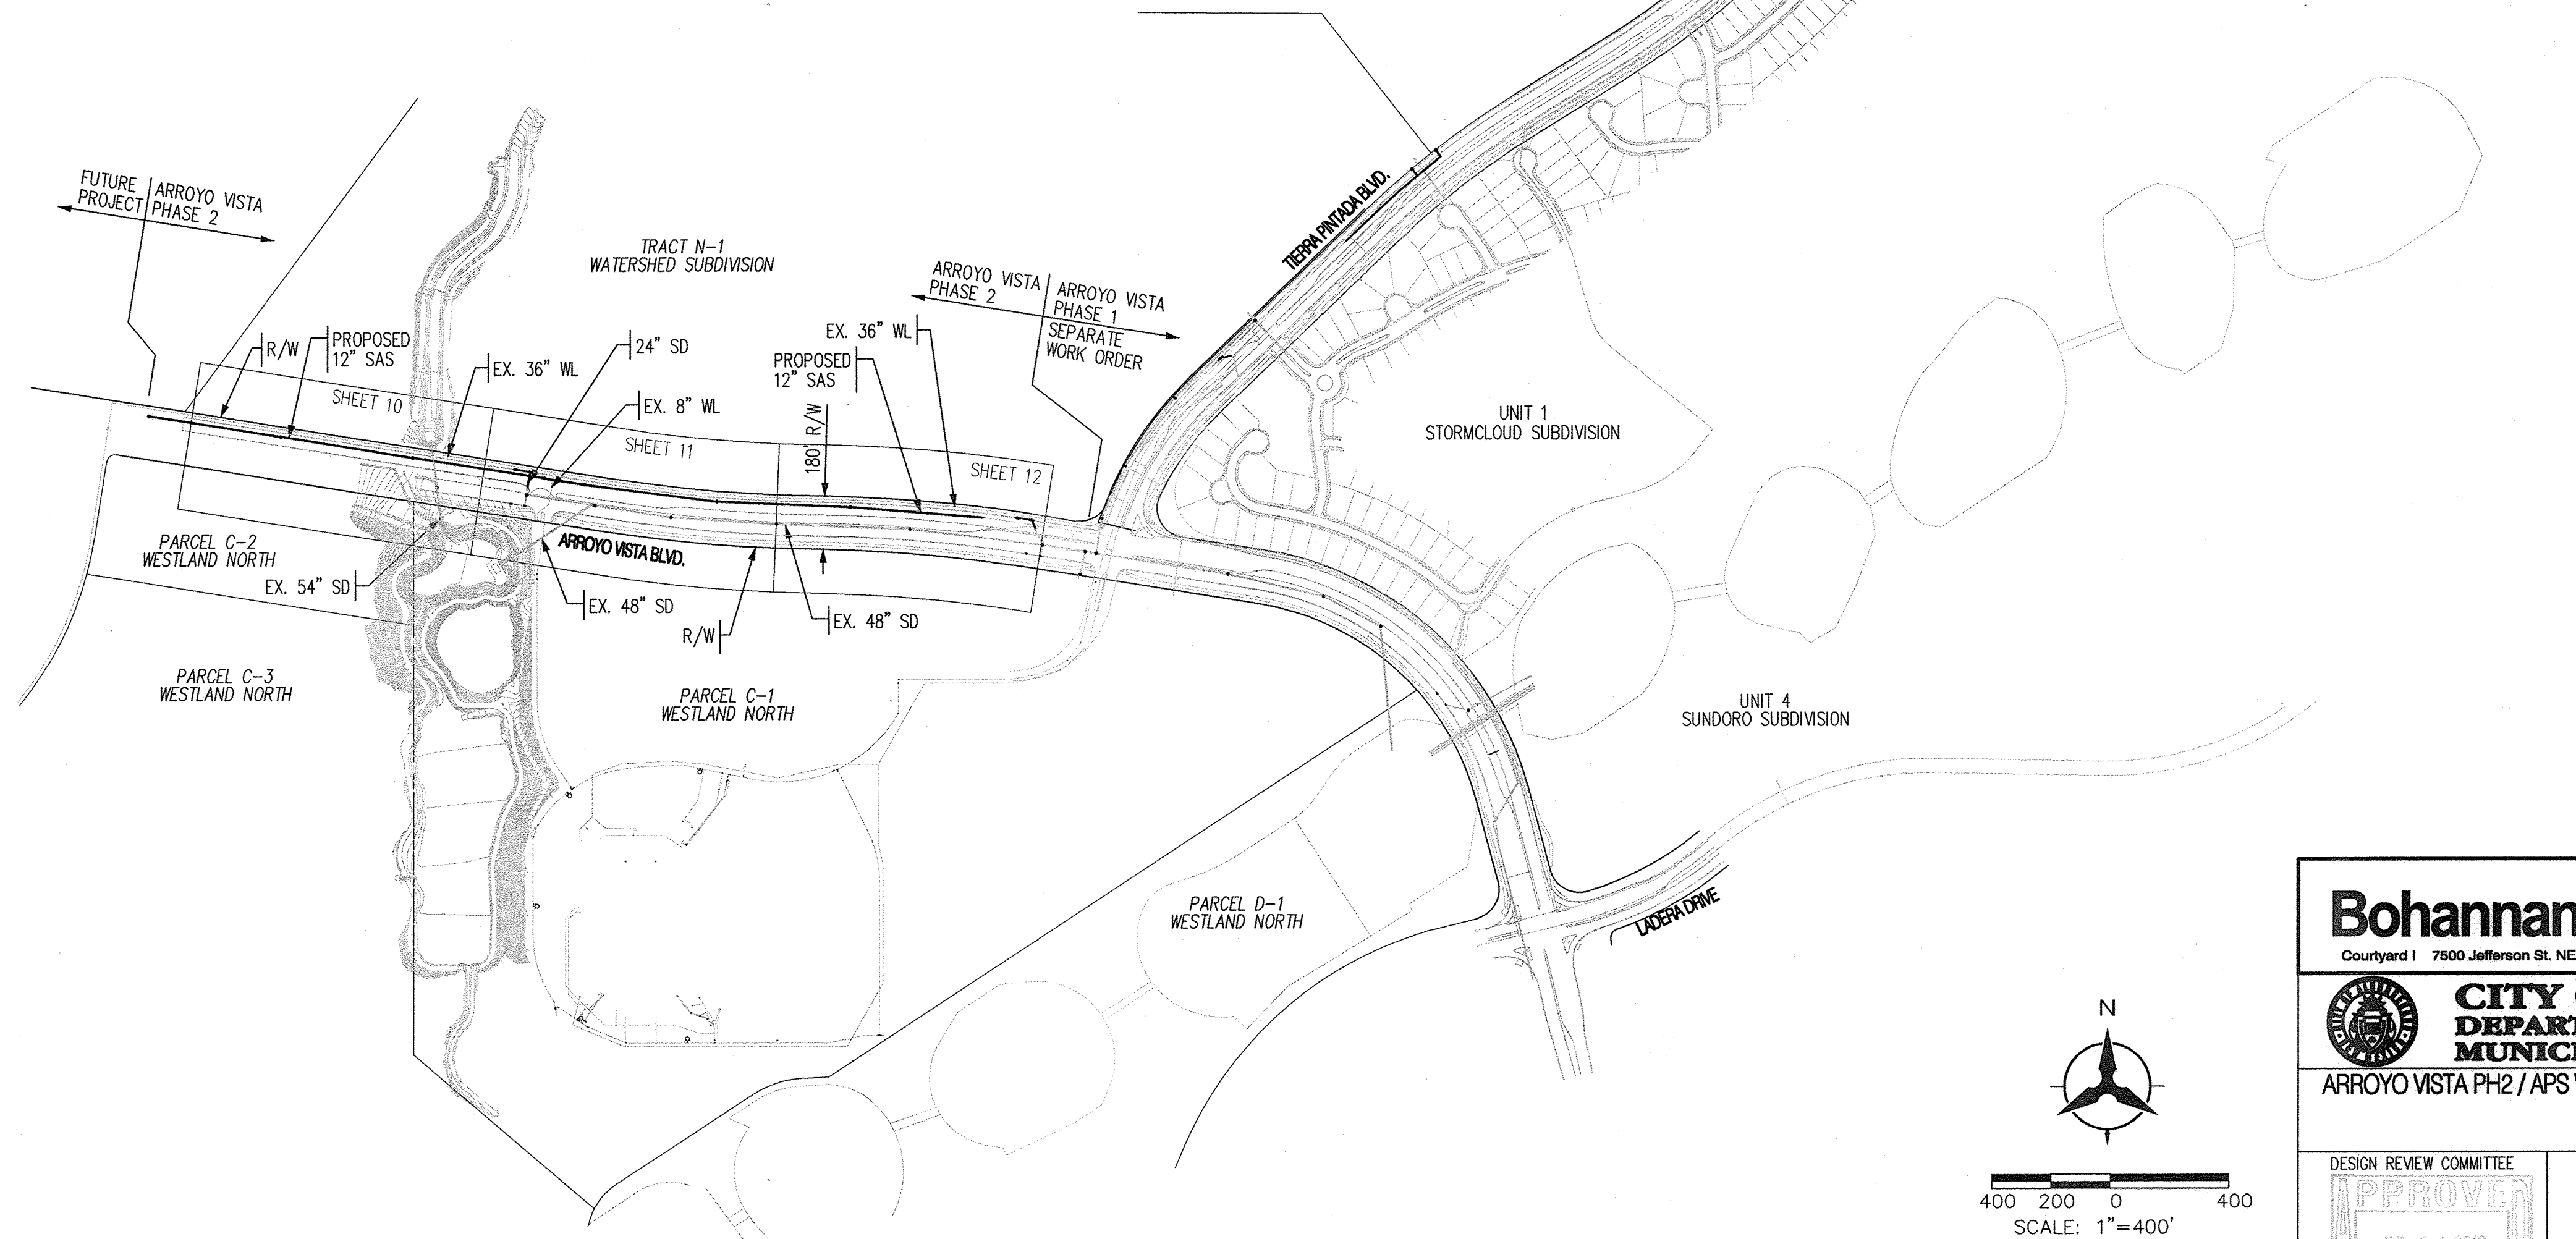 FUTURE
PROJECT
ARROYO VISTA
PHASE 2
TRACT N-1
WATERSHED SUBDIVISION
ARROYO VISTA
PHASE 2
ARROYO VISTA
PHASE 1
SEPARATE
WORK ORDER
TIERRA PINTADA BLVD.
R/W
PROPOSED
12" SAS
EX. 36" WL
24" SD
EX. 8" WL
EX. 36" WL
PROPOSED
12" SAS
180' R/W
SHEET 10
SHEET 11
SHEET 12
UNIT 1
STORMCLOUD SUBDIVISION
PARCEL C-2
WESTLAND NORTH
EX. 54" SD
ARROYO VISTA BLVD.
EX. 48" SD
R/W
EX. 48" SD
PARCEL C-3
WESTLAND NORTH
PARCEL C-1
WESTLAND NORTH
UNIT 4
SUNDORO SUBDIVISION
PARCEL D-1
WESTLAND NORTH
LADERA DRIVE
N
400 200 0 400
SCALE: 1"=400'
Bohannan
Courtyard I 7500 Jefferson St. NE
CITY
DEPART
MUNICI
ARROYO VISTA PH2 / APS
DESIGN REVIEW COMMITTEE
APPROVE